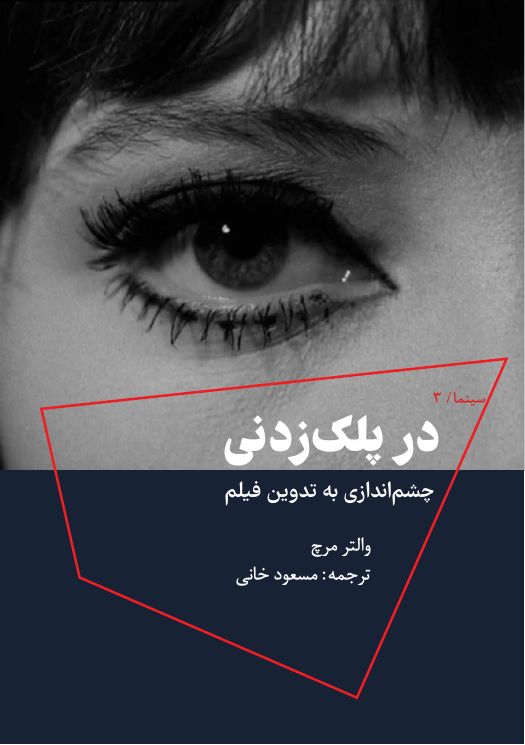 سینما/ ۳
در پلک‌زدنی
چشم‌اندازی به تدوین فیلم
والتر مرچ
ترجمه: مسعود خانی